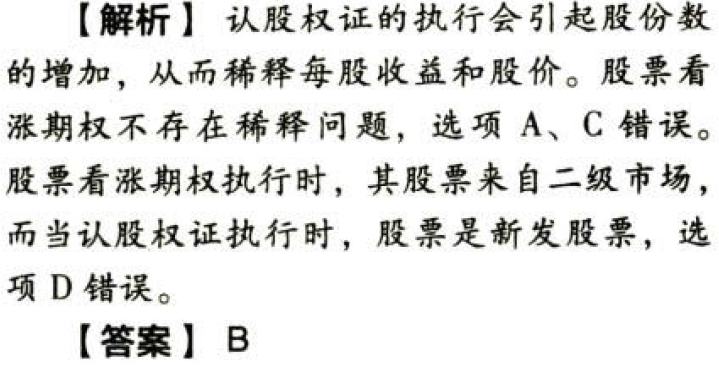 【解析】 认股权证的执行会引起股份数
的增加，从而稀释每股收益和股价。股票看
涨期权不存在稀释问题，选项 A、C 错误。
股票看涨期权执行时，其股票来自二级市场，
而当认股权证执行时，股票是新发股票，选
项 D 错误。
【答案】 B